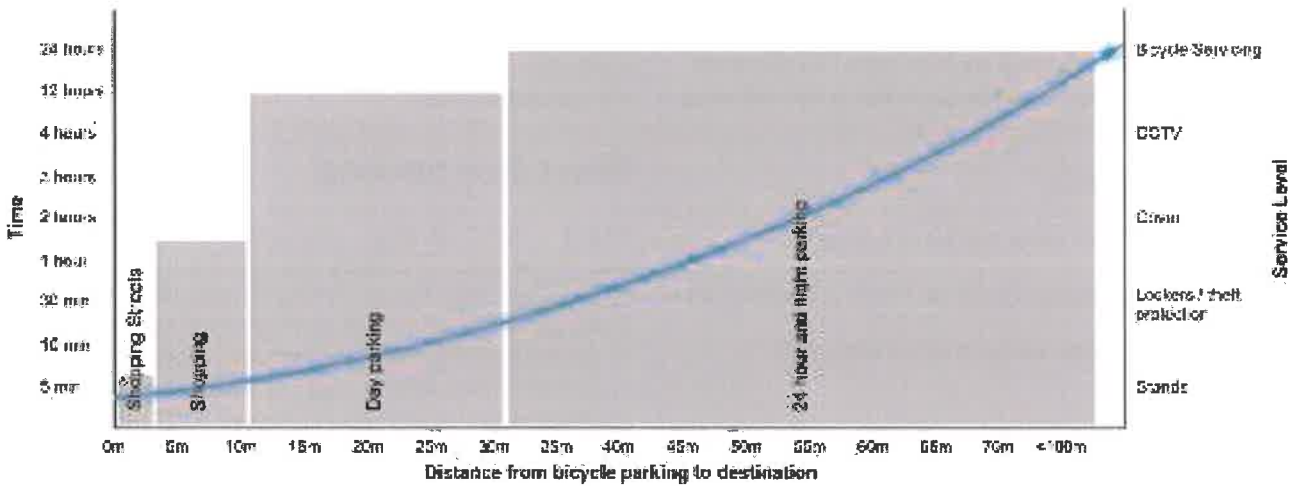 24 hours
12 hours
4 hours
hours
2 hours
1 hour
30 min
10 min
5 min
Time
Shopping Streets
Shopping
Day parking
24 hour and night parking
Bicycle Servicing
CCTV
Lockers / theft
protection
Stands
Service Level
0m 5m 10m 15m 20m 25m 30m 40m 45m 50m 55m 60m 65m 70m <100m
Distance from bicycle parking to destination